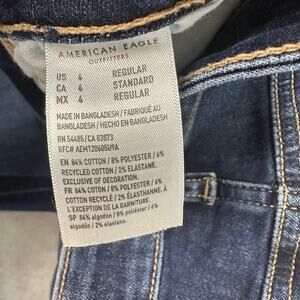 AMERICAN EAGLE
OUTFITTERS
US 4 REGULAR
CA 4 STANDARD
MX 4 REGULAR
MADE IN BANGLADESH / FABRIQUÉ AU
BANGLADESH / HECHO EN BANGLADESH
RN 54485/CA 03873
RFC# AEM120605U9A
EN 84% COTTON / 8% POLYESTER / 6%
RECYCLED COTTON / 2% ELASTANE
EXCLUSIVE OF DECORATION.
FR 84% COTON / 8% POLYESTER / 6%
COTON RECYCLÉ / 2% ÉLASTHANNE À
L'EXCEPTION DE LA GARNITURE.
SP 84% algodón / 8% poliéster / 6%
algodón / 2% elastano.